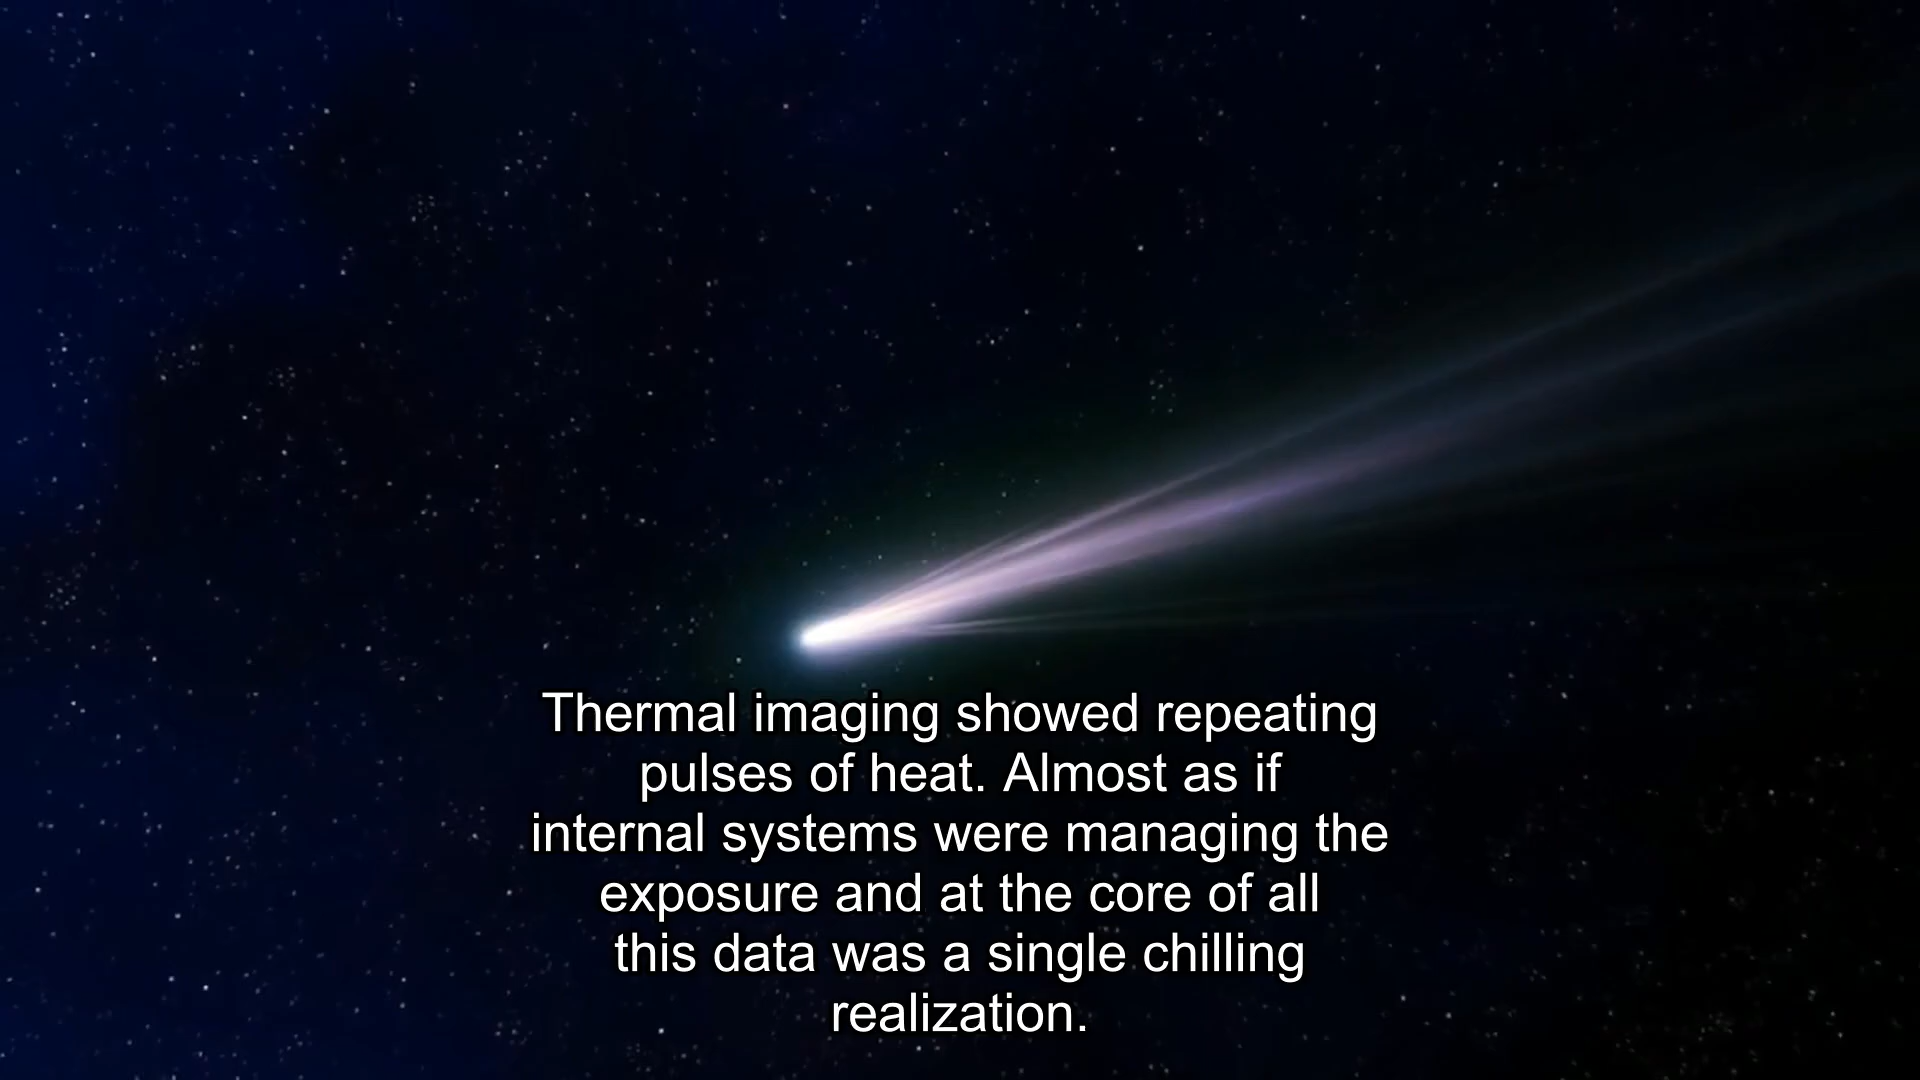 Thermal imaging showed repeating
pulses of heat. Almost as if
internal systems were managing the
exposure and at the core of all
this data was a single chilling
realization.